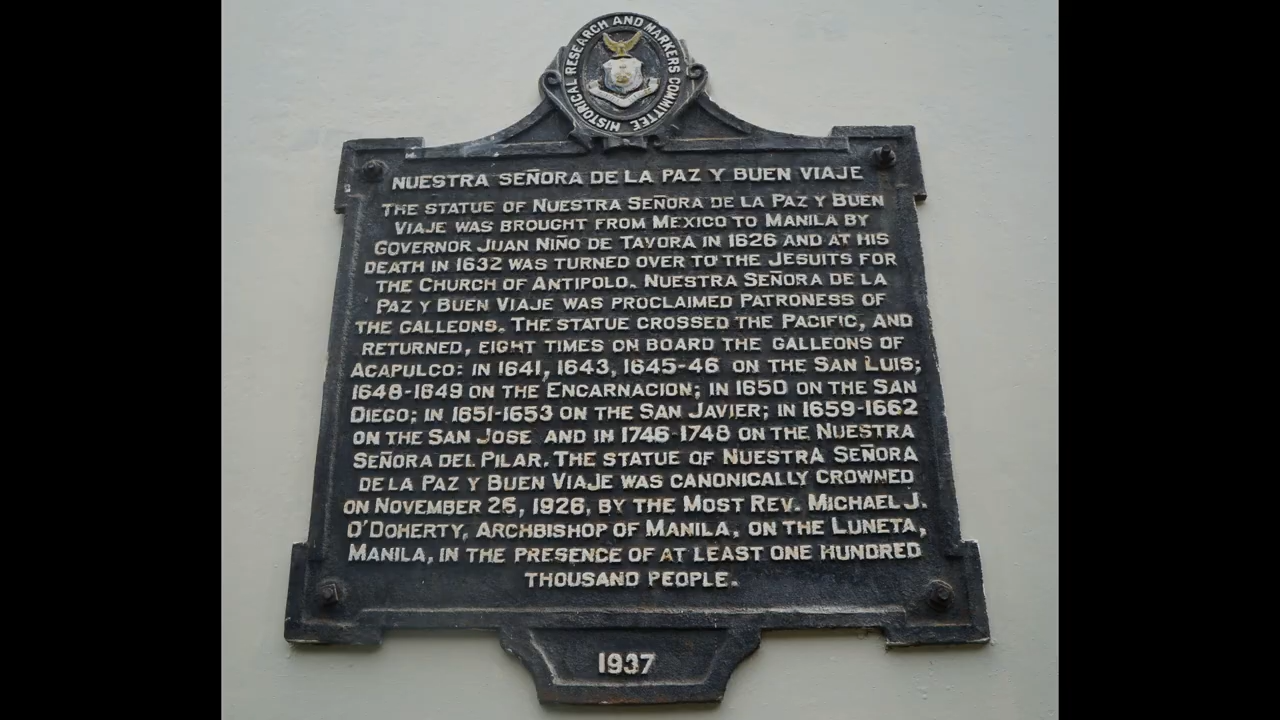 HISTORICAL RESEARCH AND MARKERS COMMITTEE
NUESTRA SEÑORA DE LA PAZ Y BUEN VIAJE
THE STATUE OF NUESTRA SEÑORA DE LA PAZ Y BUEN
VIAJE WAS BROUGHT FROM MEXICO TO MANILA BY
GOVERNOR JUAN NIÑO DE TAVORA IN 1626 AND AT HIS
DEATH IN 1632 WAS TURNED OVER TO THE JESUITS FOR
THE CHURCH OF ANTIPOLO. NUESTRA SEÑORA DE LA
PAZ Y BUEN VIAJE WAS PROCLAIMED PATRONESS OF
THE GALLEONS. THE STATUE CROSSED THE PACIFIC, AND
RETURNED, EIGHT TIMES ON BOARD THE GALLEONS OF
ACAPULCO: IN 1641, 1643, 1645-46 ON THE SAN LUIS;
1648-1649 ON THE ENCARNACION; IN 1650 ON THE SAN
DIEGO; IN 1651-1653 ON THE SAN JAVIER; IN 1659-1662
ON THE SAN JOSE AND IN 1746-1748 ON THE NUESTRA
SEÑORA DEL PILAR. THE STATUE OF NUESTRA SEÑORA
DE LA PAZ Y BUEN VIAJE WAS CANONICALLY CROWNED
ON NOVEMBER 26, 1926, BY THE MOST REV. MICHAEL J.
O'DOHERTY, ARCHBISHOP OF MANILA, ON THE LUNETA,
MANILA, IN THE PRESENCE OF AT LEAST ONE HUNDRED
THOUSAND PEOPLE.
1937